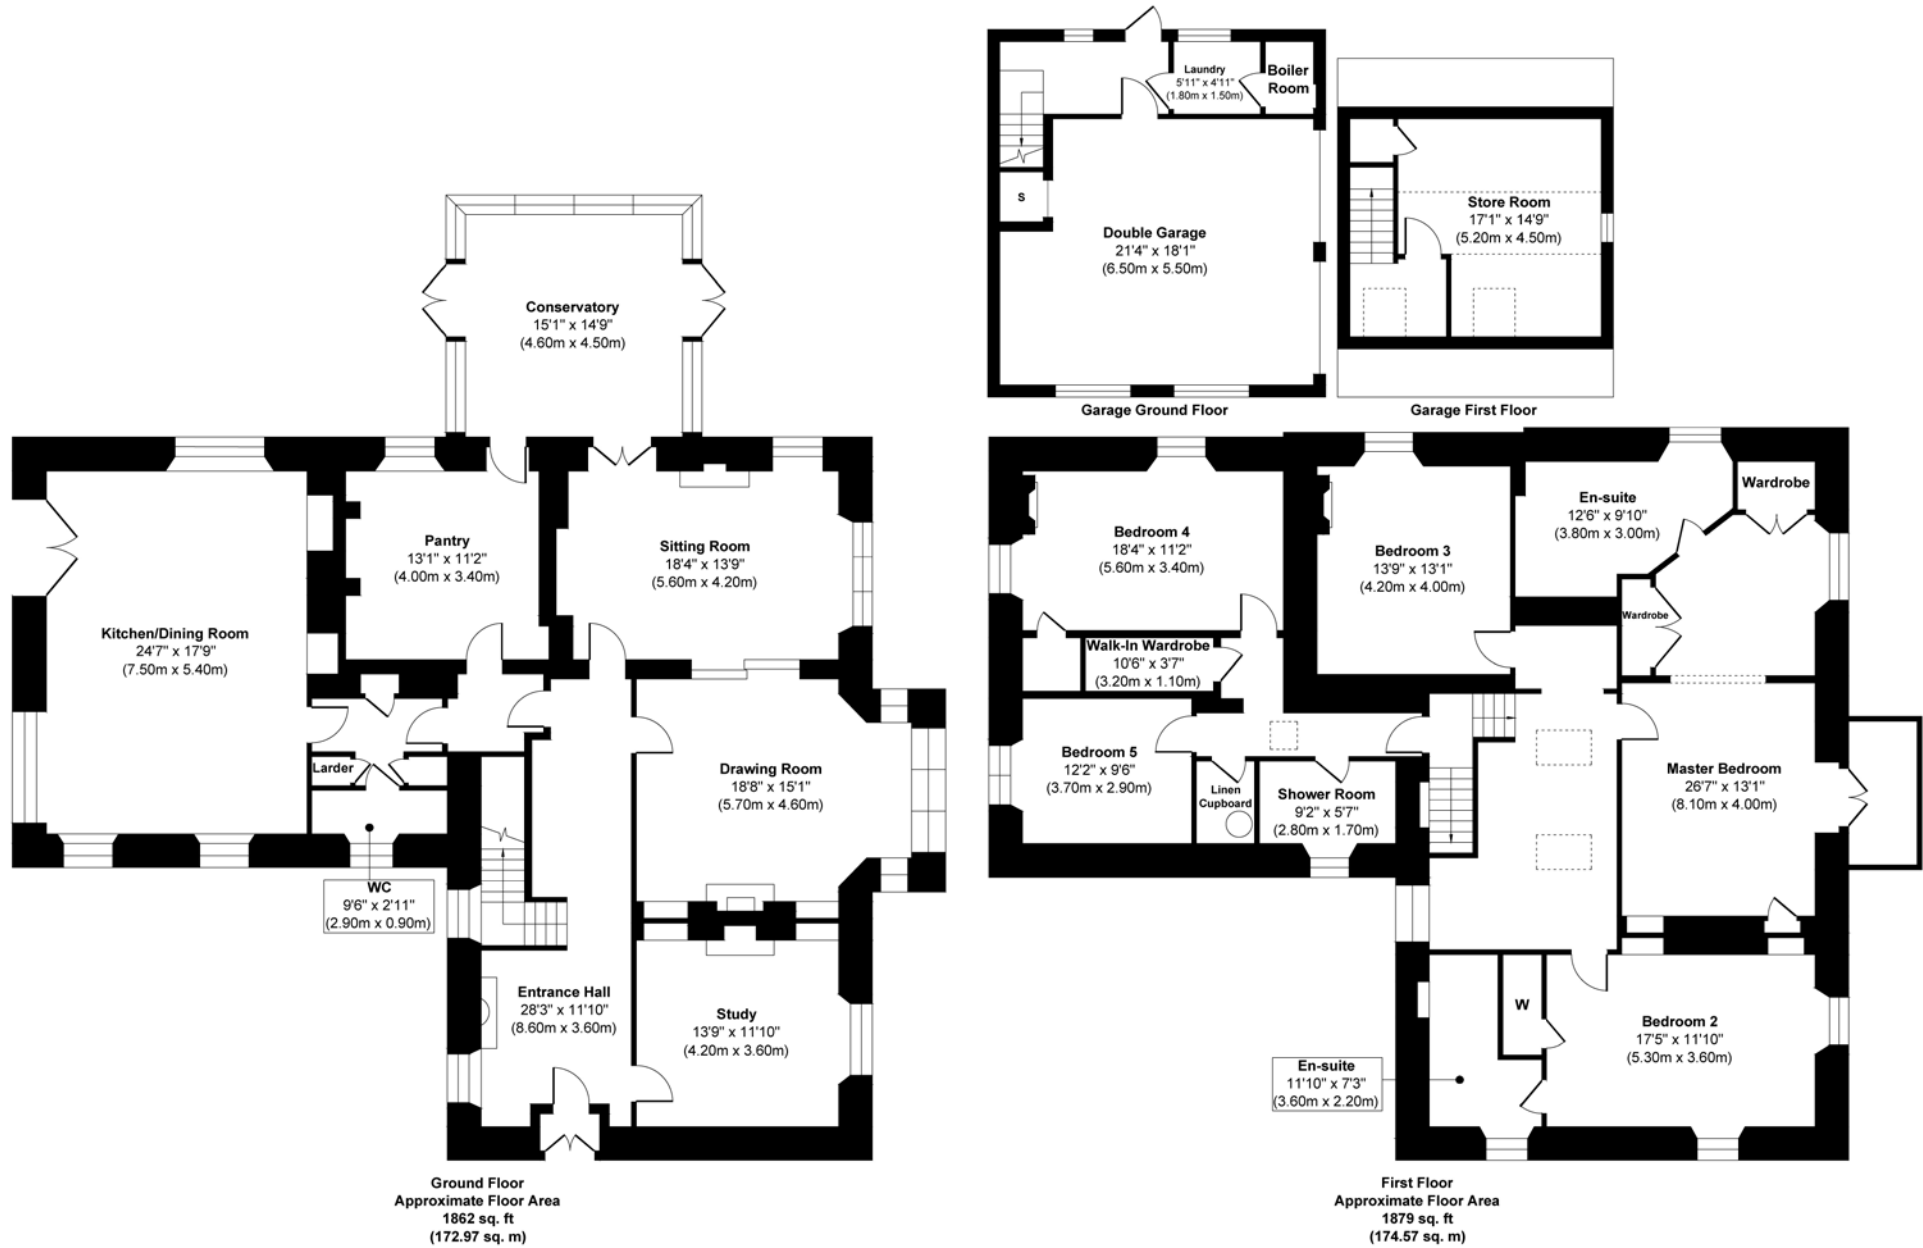 Laundry
5'11" x 4'11"
(1.80m x 1.50m)
Boiler
Room
S
Double Garage
21'4" x 18'1"
(6.50m x 5.50m)
Garage Ground Floor
Store Room
17'1" x 14'9"
(5.20m x 4.50m)
Garage First Floor
Conservatory
15'1" x 14'9"
(4.60m x 4.50m)
Pantry
13'1" x 11'2"
(4.00m x 3.40m)
Sitting Room
18'4" x 13'9"
(5.60m x 4.20m)
Kitchen/Dining Room
24'7" x 17'9"
(7.50m x 5.40m)
Larder
Drawing Room
18'8" x 15'1"
(5.70m x 4.60m)
WC
9'6" x 2'11"
(2.90m x 0.90m)
Entrance Hall
28'3" x 11'10"
(8.60m x 3.60m)
Study
13'9" x 11'10"
(4.20m x 3.60m)
Ground Floor
Approximate Floor Area
1862 sq. ft
(172.97 sq. m)
Bedroom 4
18'4" x 11'2"
(5.60m x 3.40m)
Bedroom 3
13'9" x 13'1"
(4.20m x 4.00m)
En-suite
12'6" x 9'10"
(3.80m x 3.00m)
Wardrobe
Wardrobe
Walk-In Wardrobe
10'6" x 3'7"
(3.20m x 1.10m)
Bedroom 5
12'2" x 9'6"
(3.70m x 2.90m)
Linen
Cupboard
Shower Room
9'2" x 5'7"
(2.80m x 1.70m)
Master Bedroom
26'7" x 13'1"
(8.10m x 4.00m)
W
Bedroom 2
17'5" x 11'10"
(5.30m x 3.60m)
En-suite
11'10" x 7'3"
(3.60m x 2.20m)
First Floor
Approximate Floor Area
1879 sq. ft
(174.57 sq. m)